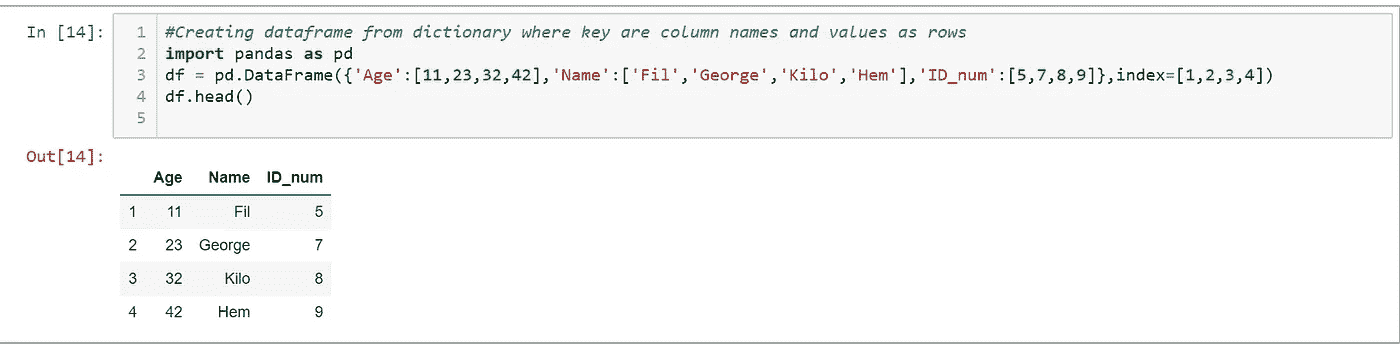 In [14]:
1 #Creating dataframe from dictionary where key are column names and values as rows
2 import pandas as pd
3 df = pd.DataFrame({'Age':[11,23,32,42],'Name':['Fil','George','Kilo','Hem'],'ID_num':[5,7,8,9]},index=[1,2,3,4])
4 df.head()
5
Out[14]:
Age Name ID_num
1 11 Fil 5
2 23 George 7
3 32 Kilo 8
4 42 Hem 9